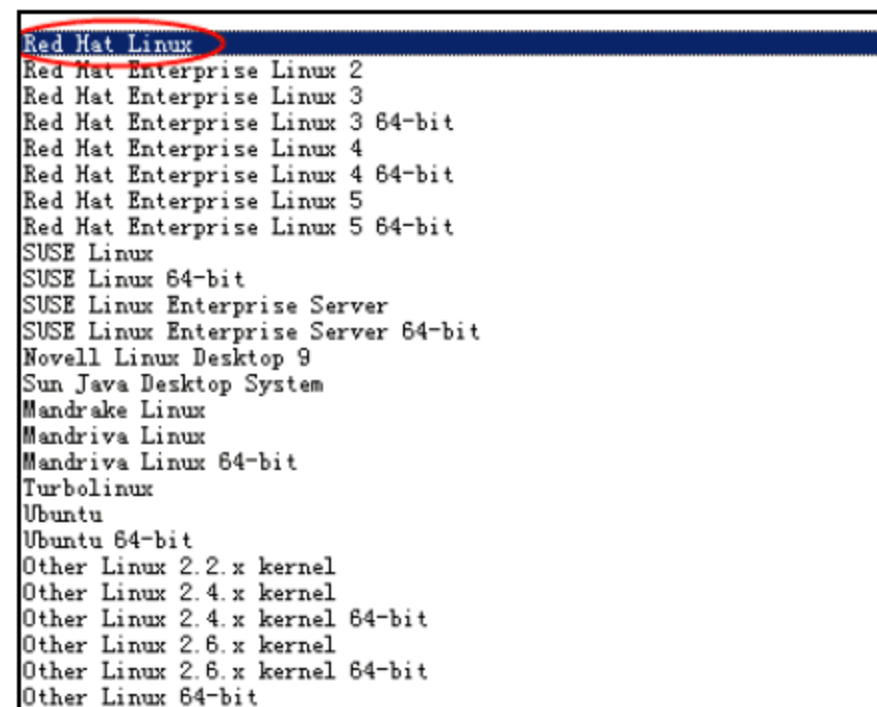 Red Hat Linux
Red Hat Enterprise Linux 2
Red Hat Enterprise Linux 3
Red Hat Enterprise Linux 3 64-bit
Red Hat Enterprise Linux 4
Red Hat Enterprise Linux 4 64-bit
Red Hat Enterprise Linux 5
Red Hat Enterprise Linux 5 64-bit
SUSE Linux
SUSE Linux 64-bit
SUSE Linux Enterprise Server
SUSE Linux Enterprise Server 64-bit
Novell Linux Desktop 9
Sun Java Desktop System
Mandrake Linux
Mandriva Linux
Mandriva Linux 64-bit
Turbolinux
Ubuntu
Ubuntu 64-bit
Other Linux 2.2.x kernel
Other Linux 2.4.x kernel
Other Linux 2.4.x kernel 64-bit
Other Linux 2.6.x kernel
Other Linux 2.6.x kernel 64-bit
Other Linux 64-bit